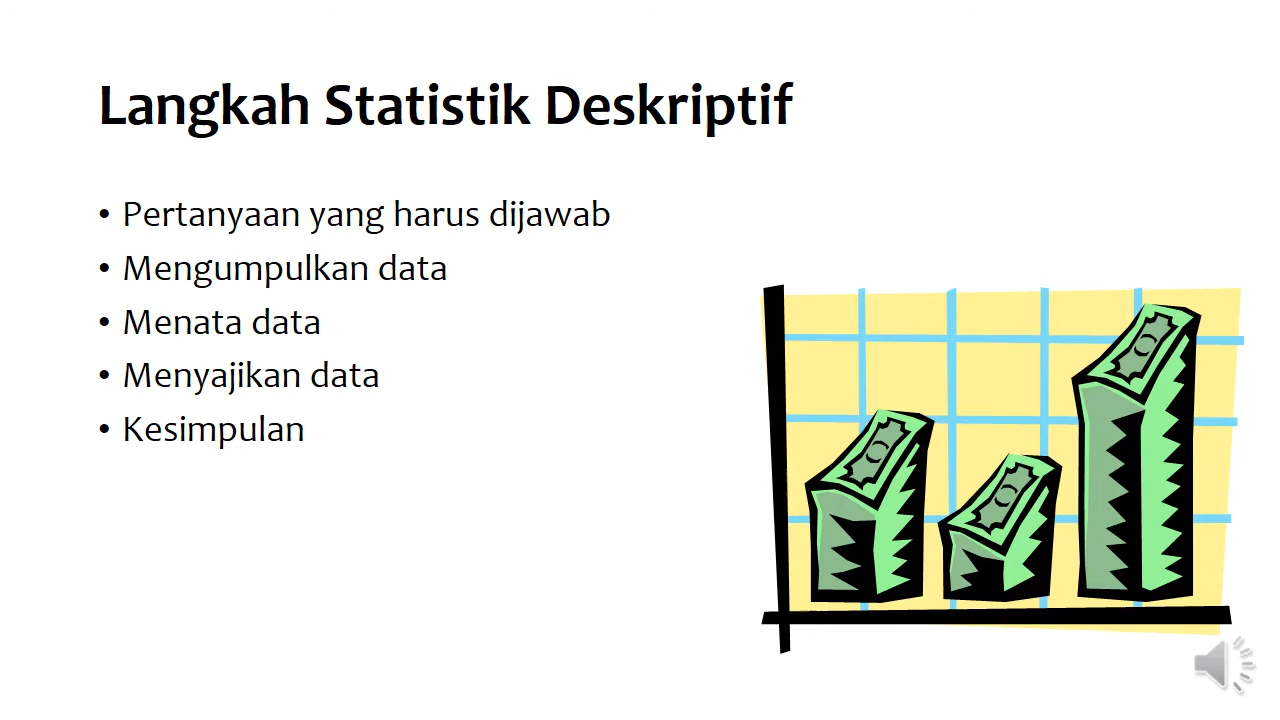 Langkah Statistik Deskriptif
• Pertanyaan yang harus dijawab
• Mengumpulkan data
• Menata data
• Menyajikan data
• Kesimpulan